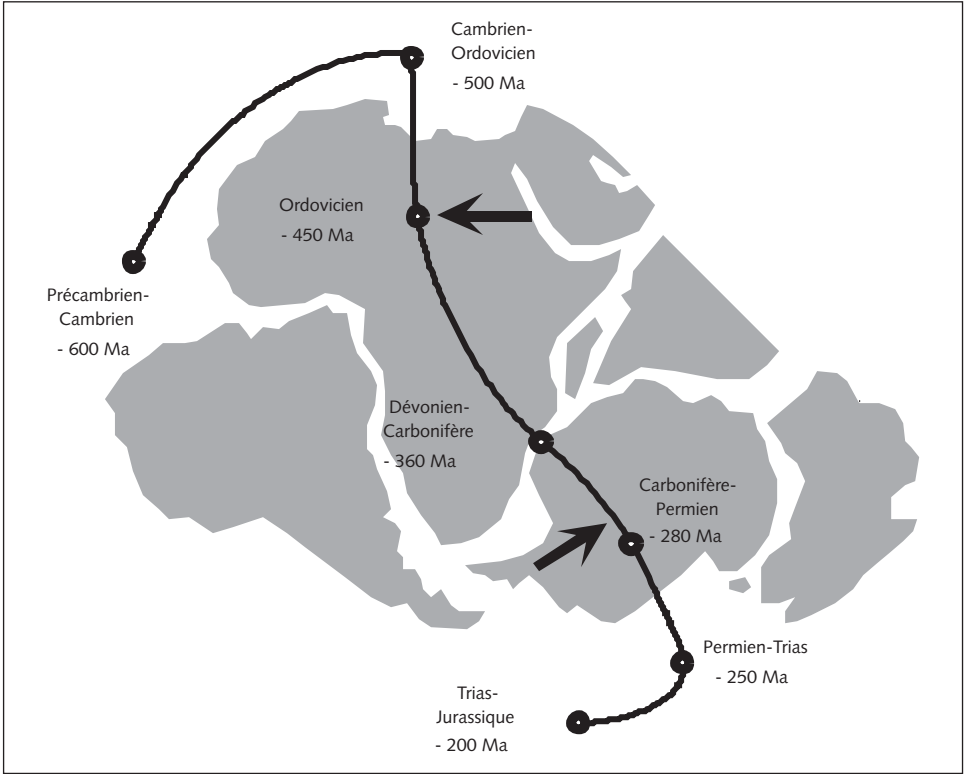 Cambrien-
Ordovicien
- 500 Ma
Ordovicien
- 450 Ma
Précambrien-
Cambrien
- 600 Ma
Dévonien-
Carbonifère
- 360 Ma
Carbonifère-
Permien
- 280 Ma
Permien-Trias
- 250 Ma
Trias-
Jurassique
- 200 Ma